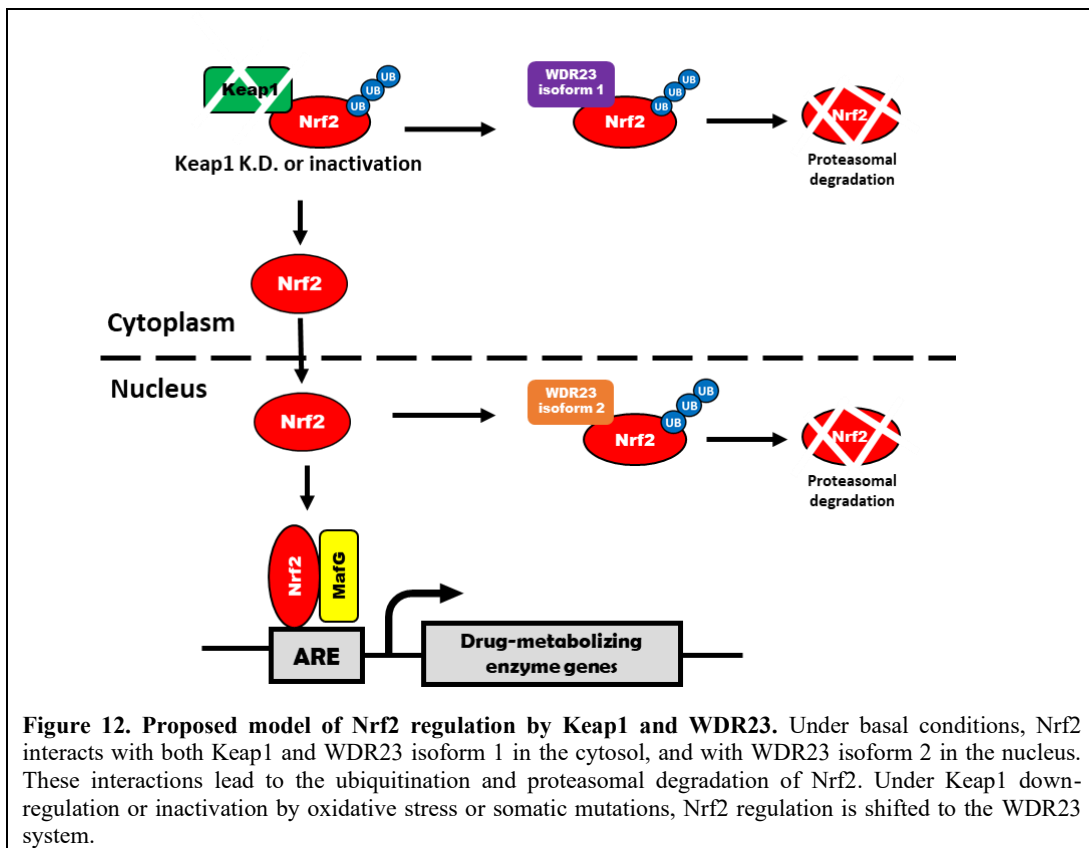 Keap1
Nrf2
UB
UB
UB
Keap1 K.D. or inactivation
WDR23
isoform 1
Nrf2
UB
UB
UB
Nrf2
Proteasomal
degradation
Nrf2
Cytoplasm
Nucleus
Nrf2
WDR23
isoform 2
Nrf2
UB
UB
UB
Nrf2
Proteasomal
degradation
Nrf2
MafG
ARE
Drug-metabolizing
enzyme genes
Figure 12. Proposed model of Nrf2 regulation by Keap1 and WDR23. Under basal conditions, Nrf2
interacts with both Keap1 and WDR23 isoform 1 in the cytosol, and with WDR23 isoform 2 in the nucleus.
These interactions lead to the ubiquitination and proteasomal degradation of Nrf2. Under Keap1 down-
regulation or inactivation by oxidative stress or somatic mutations, Nrf2 regulation is shifted to the WDR23
system.